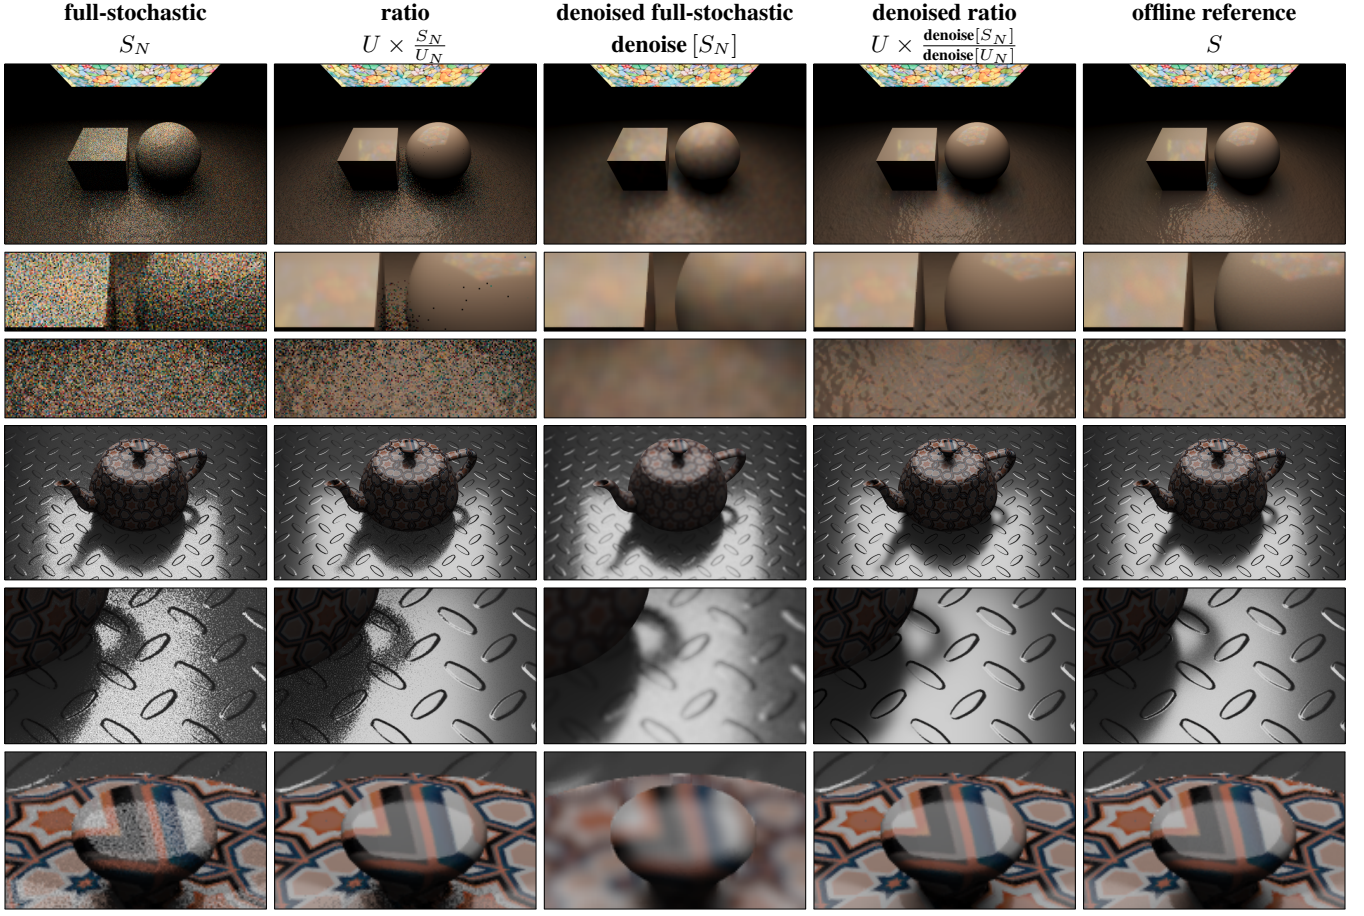 full-stochastic ratio denoised full-stochastic denoised ratio offline reference
S_N U × S_N/U_N denoise [S_N] U × denoise[S_N]/denoise[U_N] S